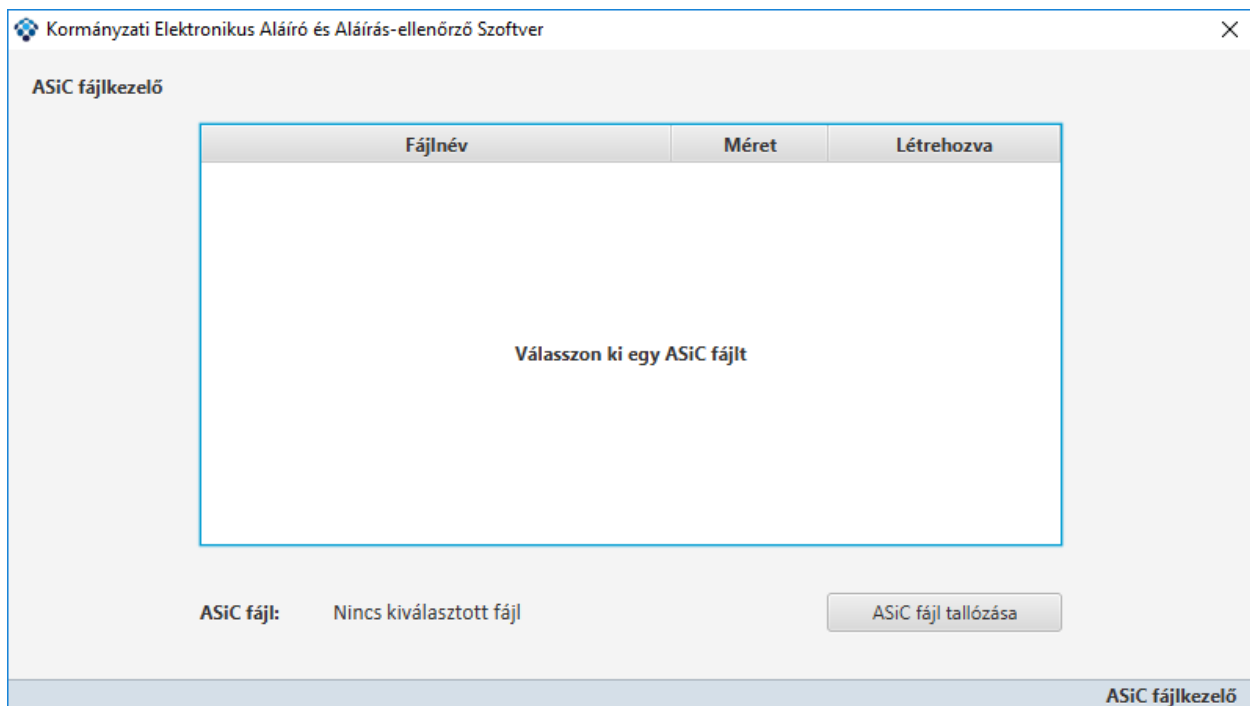 Kormányzati Elektronikus Aláíró és Aláírás-ellenőrző Szoftver
ASiC fájlkezelő
Fájlnév Méret Létrehozva
Válasszon ki egy ASiC fájlt
ASiC fájl: Nincs kiválasztott fájl ASiC fájl tallózása
ASiC fájlkezelő